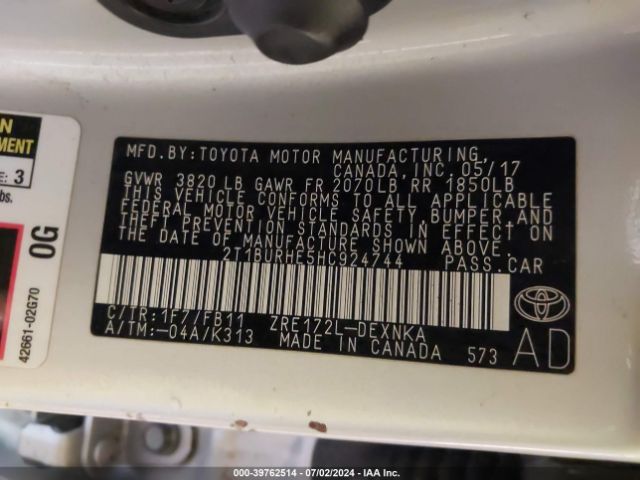 MFD.BY:TOYOTA MOTOR MANUFACTURING,
CANADA,INC.05/17
GVWR 3820 LB GAWR FR 2070LB RR 1850LB
THIS VEHICLE CONFORMS TO ALL APPLICABLE
FEDERAL MOTOR VEHICLE SAFETY,BUMPER AND
THEFT PREVENTION STANDARDS IN EFFECT ON
THE DATE OF MANUFACTURE SHOWN ABOVE.
2T1BURHF5HC924744 PASS.CAR
C/TR:1F7/FB11 ZRE172L-DEXNKA
A/TM:-04A/K313 MADE IN CANADA 573
AD
3
lbs.
0G
42661-02G70
000-39762514 - 07/02/2024 - IAA Inc.